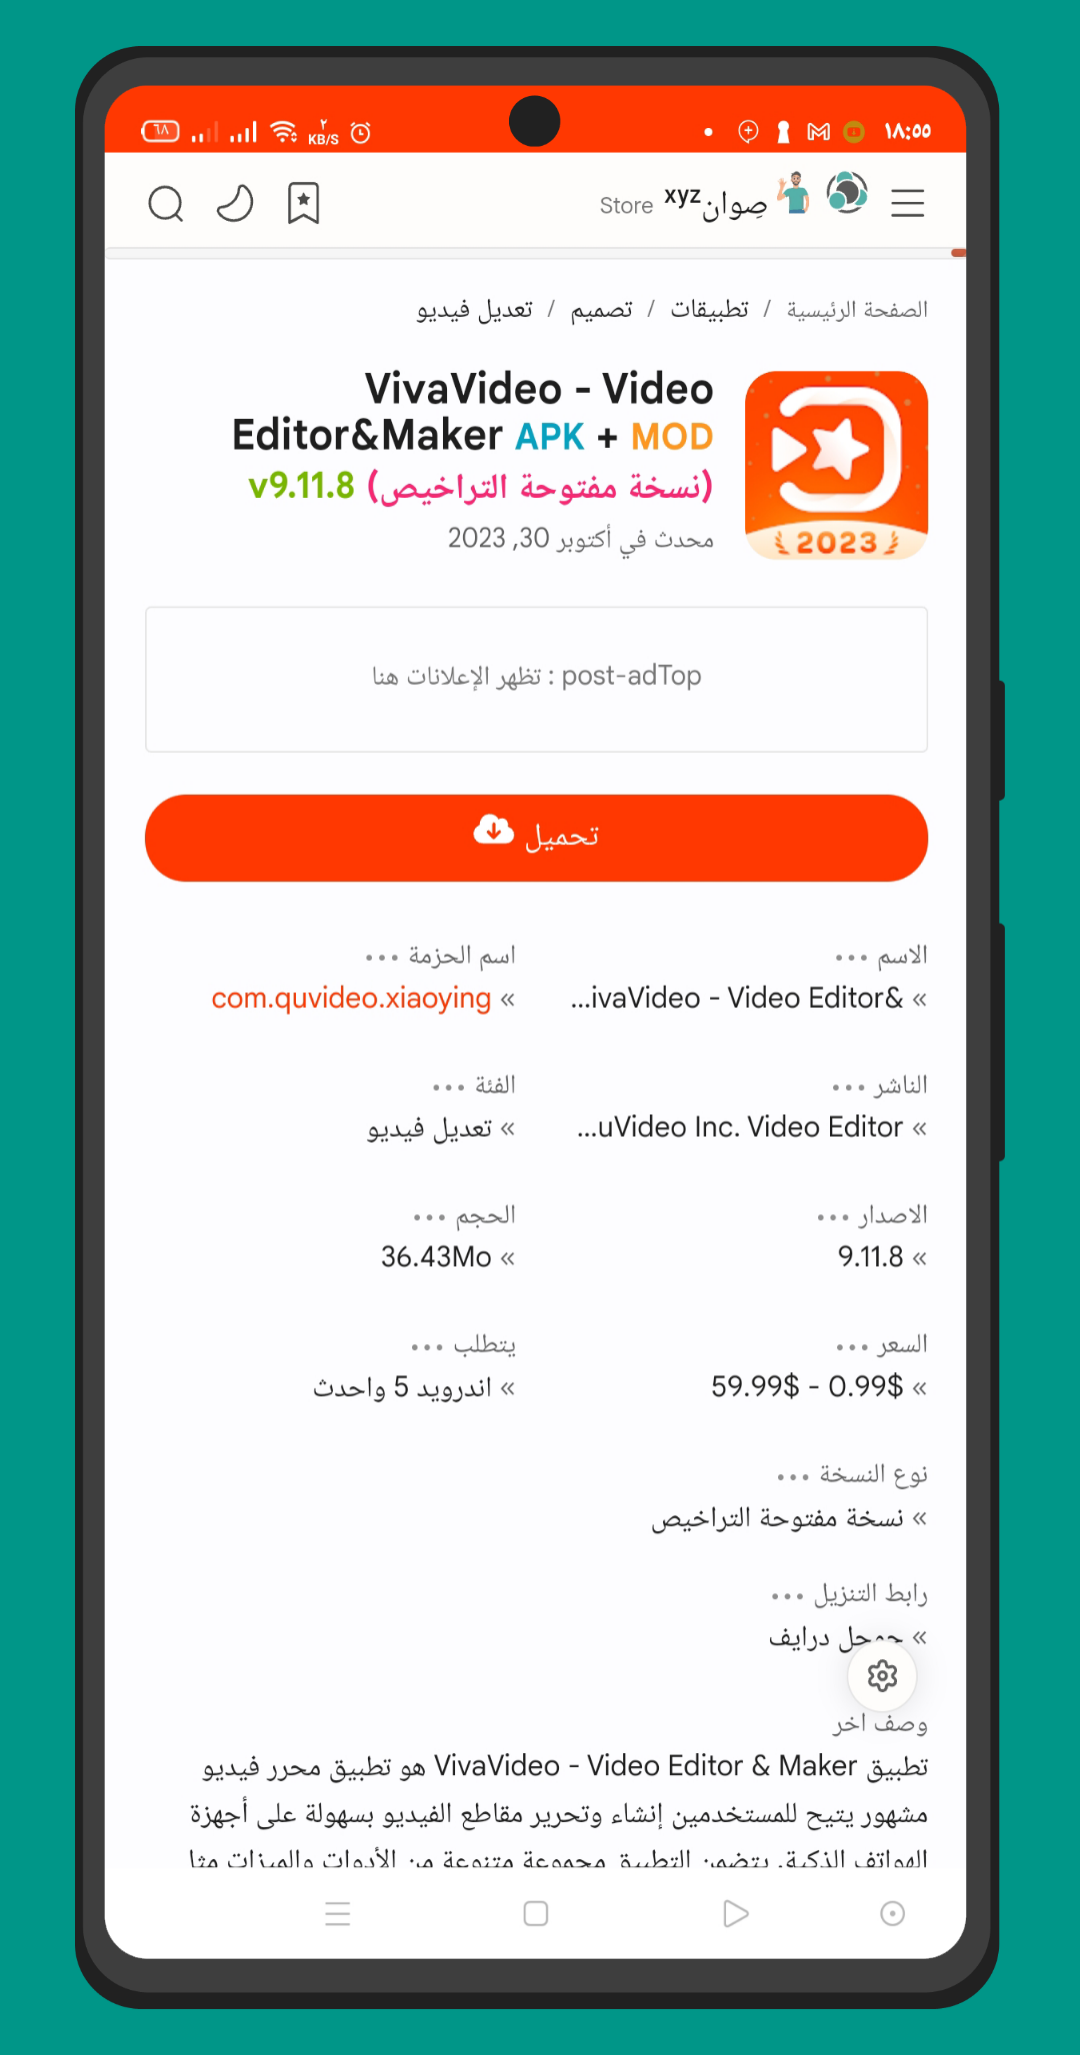 ١٨:٥٥
٢ KB/S
٦٨
صِوان xyz Store
الصفحة الرئيسية / تطبيقات / تصميم / تعديل فيديو
VivaVideo - Video
Editor&Maker APK + MOD
(نسخة مفتوحة التراخيص) v9.11.8
محدث في أكتوبر 30, 2023
2023
post-adTop : تظهر الإعلانات هنا
تحميل
الاسم •••
» ...ivaVideo - Video Editor&
اسم الحزمة •••
» com.quvideo.xiaoying
الناشر •••
» ...uVideo Inc. Video Editor
الفئة •••
» تعديل فيديو
الاصدار •••
» 9.11.8
الحجم •••
» 36.43Mo
السعر •••
» 59.99$ - 0.99$
يتطلب •••
» اندرويد 5 واحدث
نوع النسخة •••
» نسخة مفتوحة التراخيص
رابط التنزيل •••
» جوجل درايف
وصف اخر
تطبيق VivaVideo - Video Editor & Maker هو تطبيق محرر فيديو
مشهور يتيح للمستخدمين إنشاء وتحرير مقاطع الفيديو بسهولة على أجهزة
الهواتف الذكية. يتضمن التطبيق مجموعة متنوعة من الأدوات والميزات